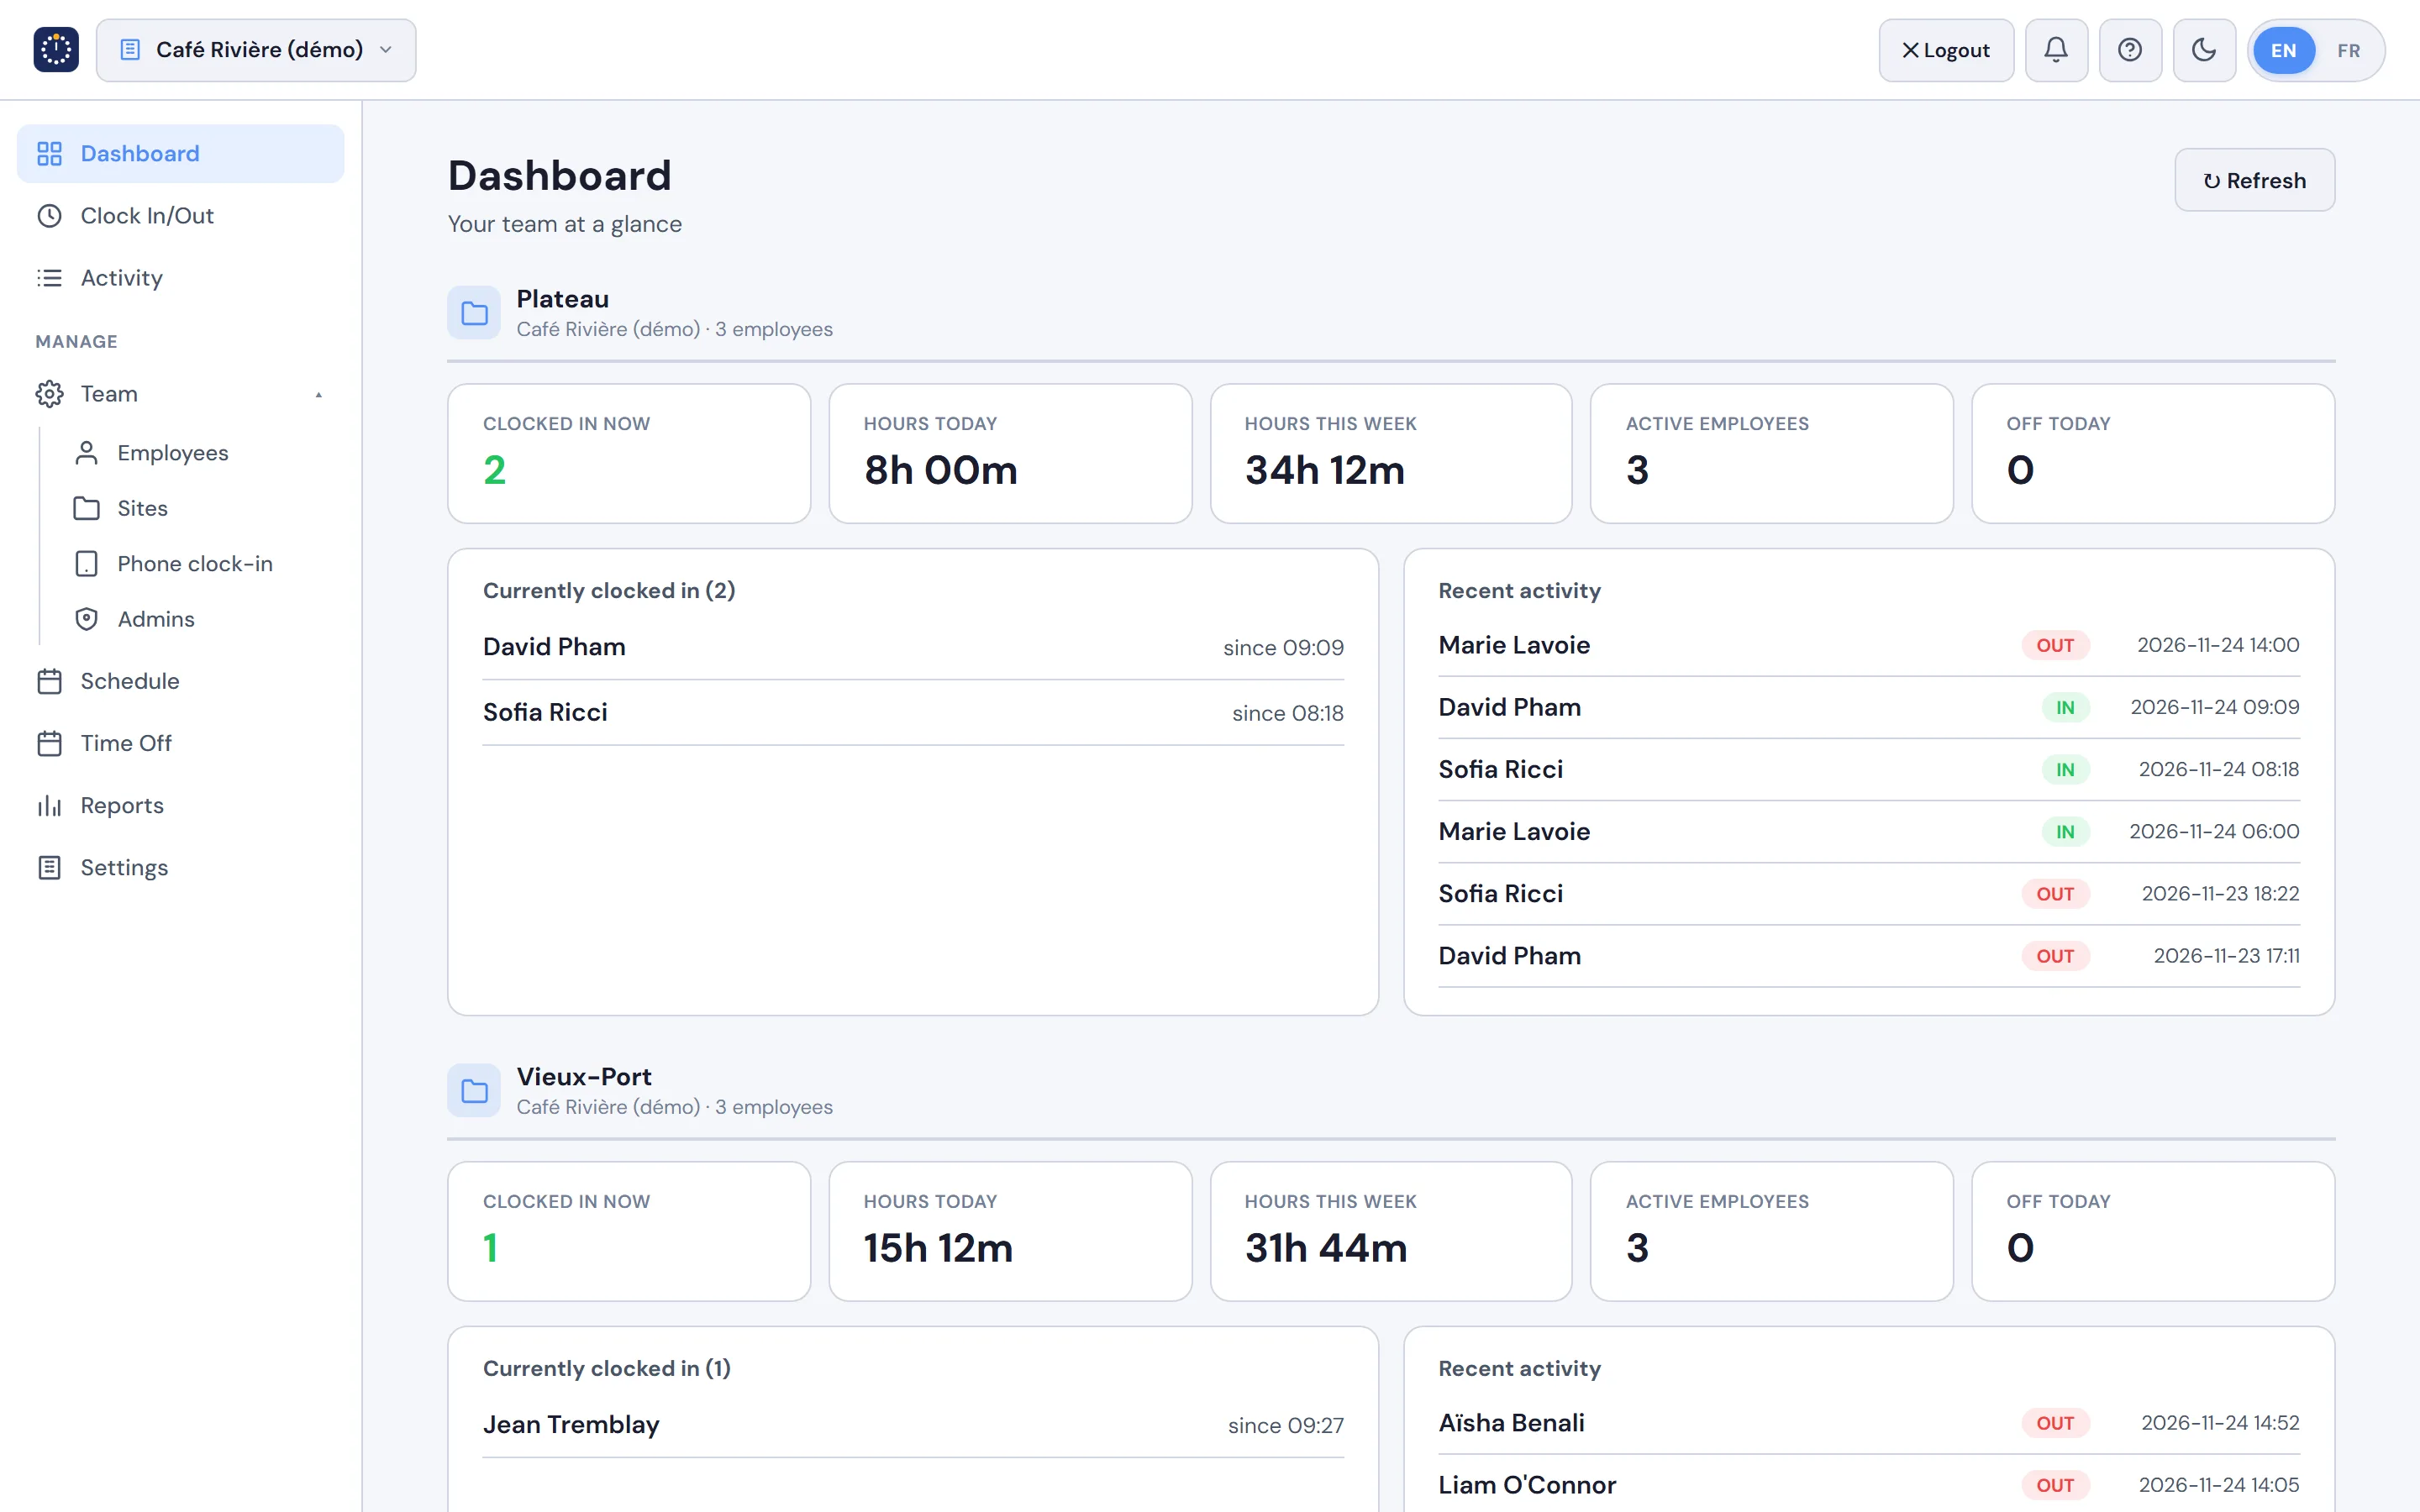 Café Rivière (démo)
Logout
EN
FR
Dashboard
Clock In/Out
Activity
MANAGE
Team
Employees
Sites
Phone clock-in
Admins
Schedule
Time Off
Reports
Settings
Dashboard
Your team at a glance
↻ Refresh
Plateau
Café Rivière (démo) · 3 employees
CLOCKED IN NOW
2
HOURS TODAY
8h 00m
HOURS THIS WEEK
34h 12m
ACTIVE EMPLOYEES
3
OFF TODAY
0
Currently clocked in (2)
David Pham since 09:09
Sofia Ricci since 08:18
Recent activity
Marie Lavoie OUT 2026-11-24 14:00
David Pham IN 2026-11-24 09:09
Sofia Ricci IN 2026-11-24 08:18
Marie Lavoie IN 2026-11-24 06:00
Sofia Ricci OUT 2026-11-23 18:22
David Pham OUT 2026-11-23 17:11
Vieux-Port
Café Rivière (démo) · 3 employees
CLOCKED IN NOW
1
HOURS TODAY
15h 12m
HOURS THIS WEEK
31h 44m
ACTIVE EMPLOYEES
3
OFF TODAY
0
Currently clocked in (1)
Jean Tremblay since 09:27
Recent activity
Aïsha Benali OUT 2026-11-24 14:52
Liam O'Connor OUT 2026-11-24 14:05